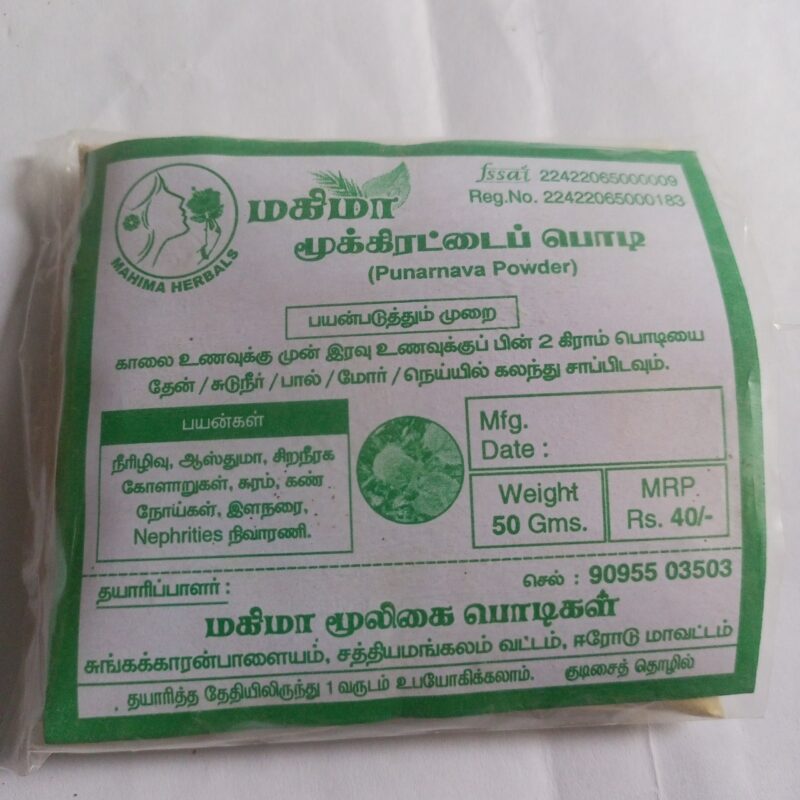 MAHIMA HERBALS
fssai 22422065000009
Reg.No. 22422065000183
மகிமா
மூக்கிரட்டைப் பொடி
(Punarnava Powder)
பயன்படுத்தும் முறை
காலை உணவுக்கு முன் இரவு உணவுக்குப் பின் 2 கிராம் பொடியை
தேன் / சுடுநீர் / பால் / மோர் / நெய்யில் கலந்து சாப்பிடவும்.
பயன்கள்
நீரிழிவு, ஆஸ்துமா, சிறநீரக
கோளாறுகள், சுரம், கண்
நோய்கள், இளநரை,
Nephrities நிவாரணி.
Mfg.
Date :
Weight
50 Gms.
MRP
Rs. 40/-
தயாரிப்பாளர் :
செல் : 90955 03503
மகிமா மூலிகை பொடிகள்
சுங்கக்காரன்பாளையம், சத்தியமங்கலம் வட்டம், ஈரோடு மாவட்டம்
தயாரித்த தேதியிலிருந்து 1 வருடம் உபயோகிக்கலாம். குடிசைத் தொழில்